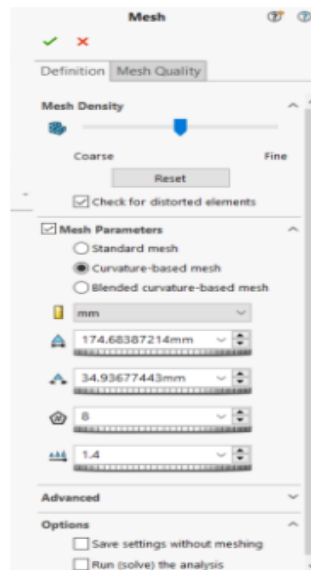 Mesh
Definition Mesh Quality
Mesh Density
Coarse Fine
Reset
Check for distorted elements
Mesh Parameters
Standard mesh
Curvature-based mesh
Blended curvature-based mesh
mm
174.68387214mm
34.93677443mm
8
1.4
Advanced
Options
Save settings without meshing
Run (solve) the analysis